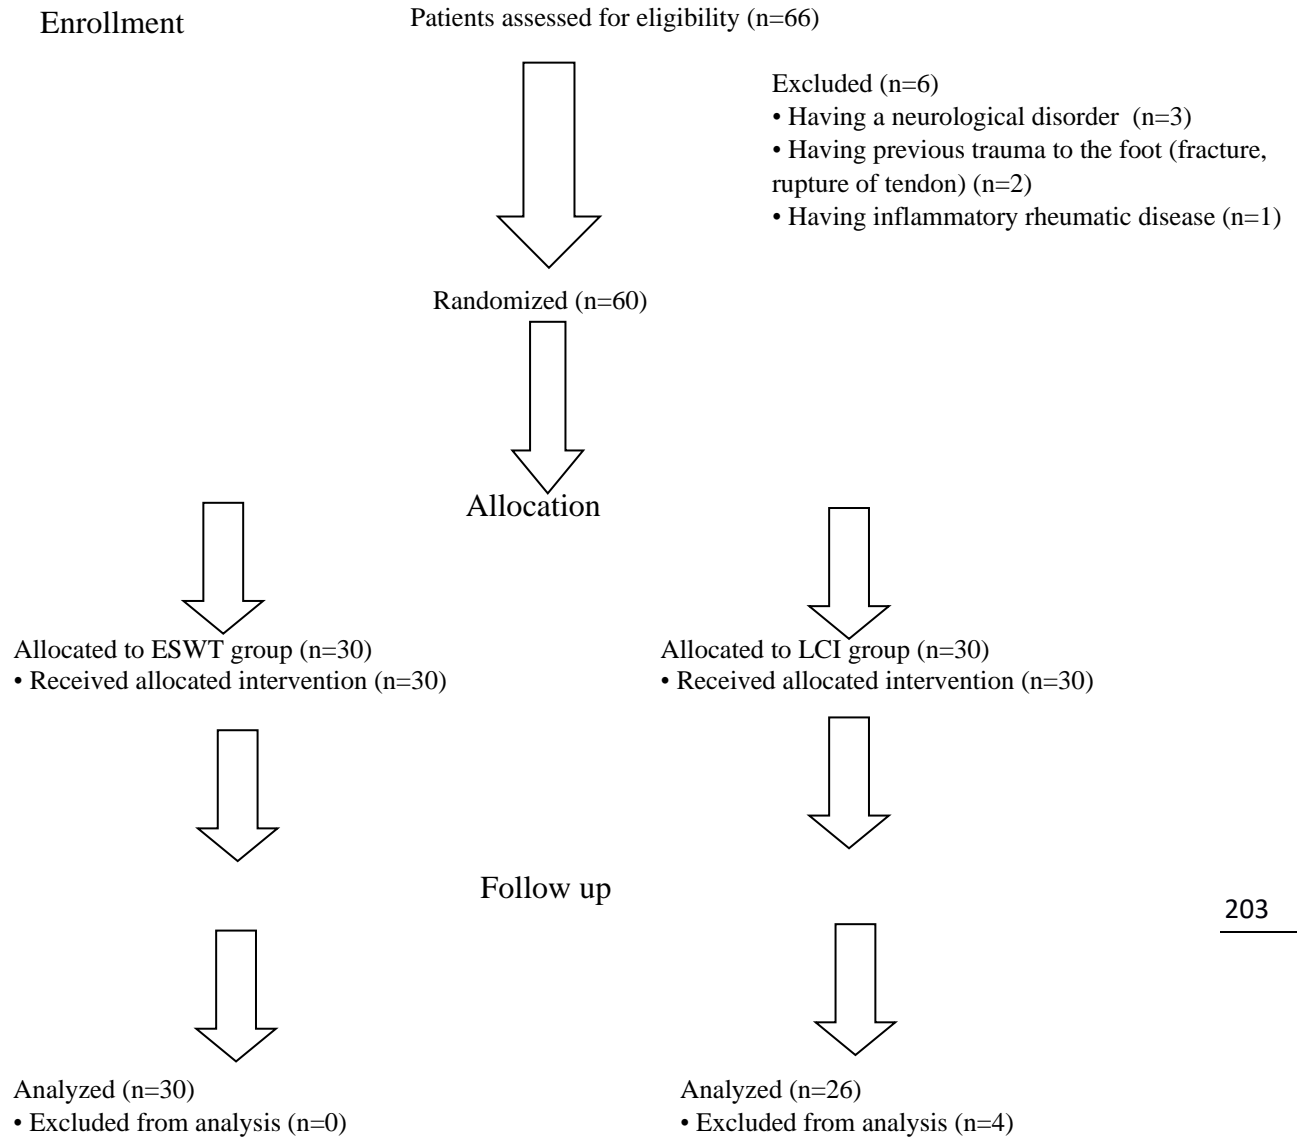 Enrollment
Patients assessed for eligibility (n=66)
Excluded (n=6)
• Having a neurological disorder  (n=3)
• Having previous trauma to the foot (fracture,
rupture of tendon) (n=2)
• Having inflammatory rheumatic disease (n=1)
Randomized (n=60)
Allocation
Allocated to ESWT group (n=30)
• Received allocated intervention (n=30)
Allocated to LCI group (n=30)
• Received allocated intervention (n=30)
Follow up
203
Analyzed (n=30)
• Excluded from analysis (n=0)
Analyzed (n=26)
• Excluded from analysis (n=4)